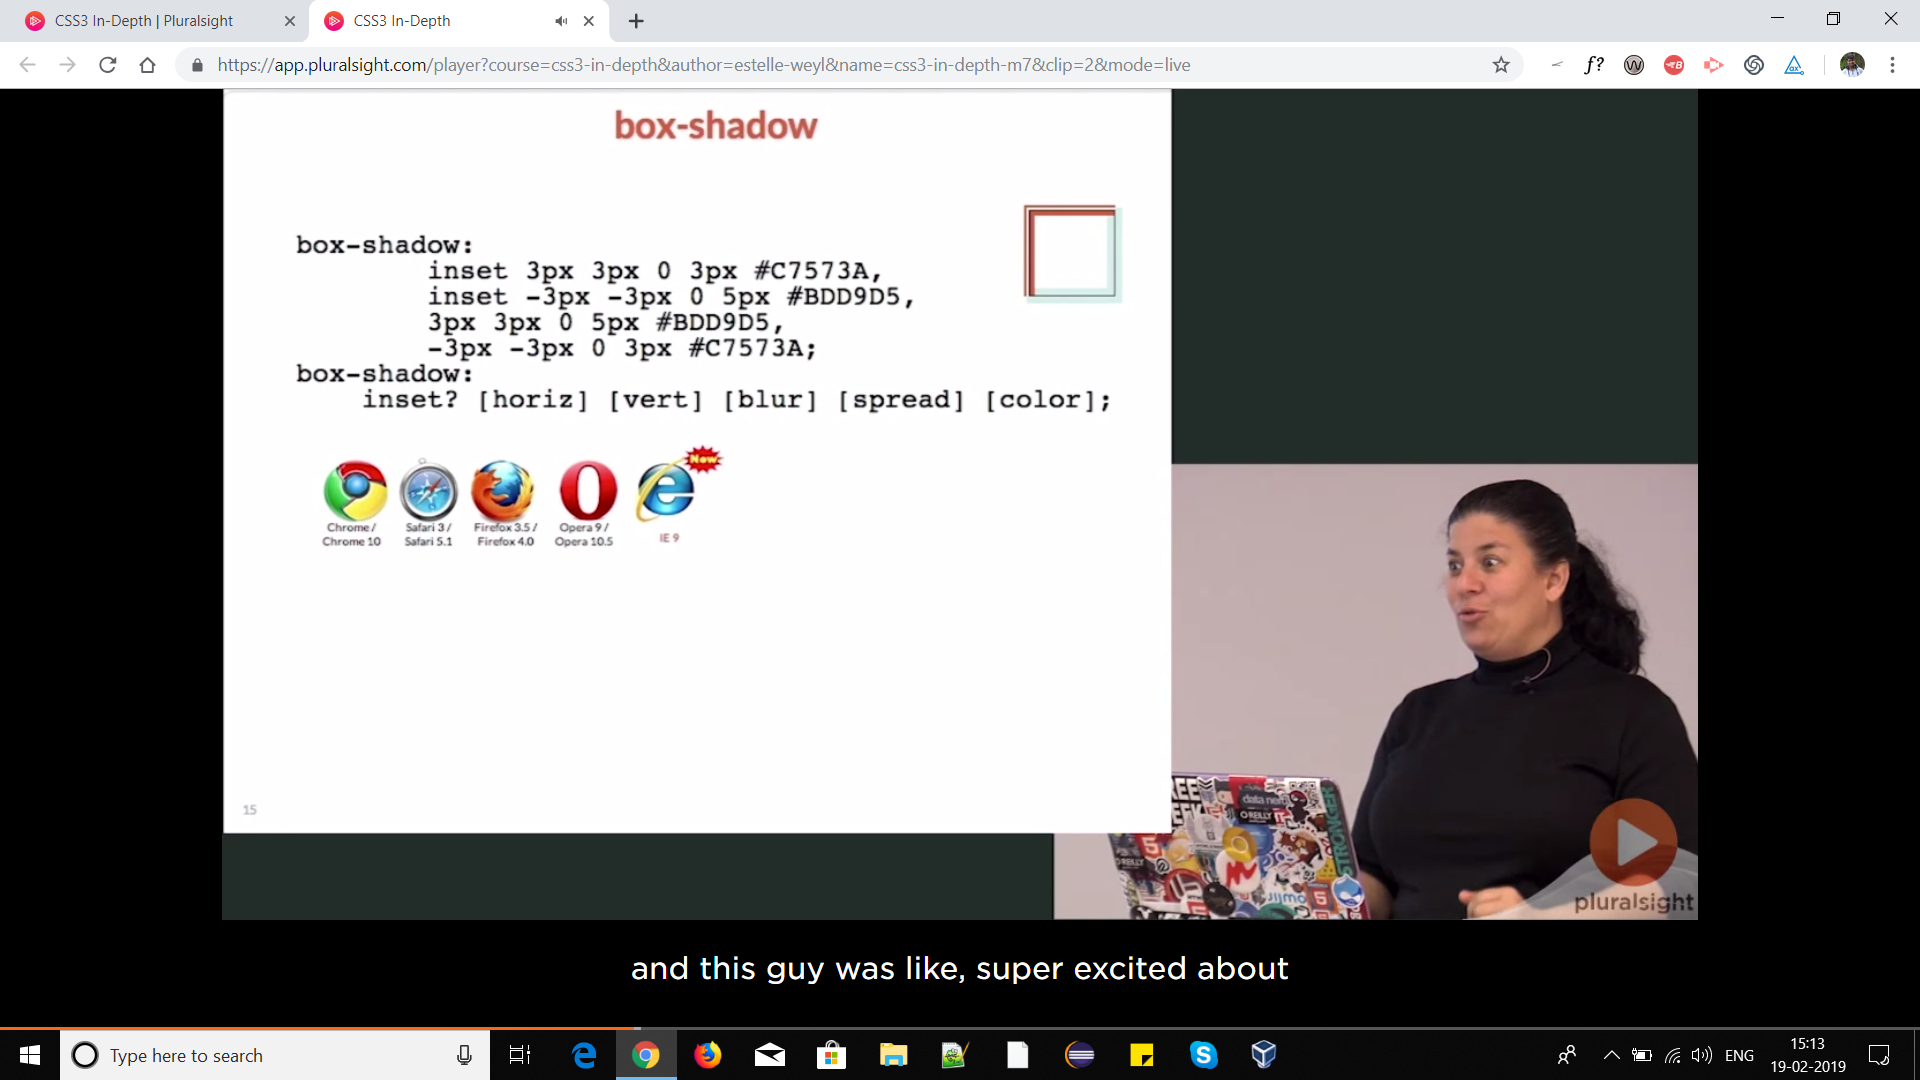 CSS3 In-Depth | Pluralsight
CSS3 In-Depth
https://app.pluralsight.com/player?course=css3-in-depth&author=estelle-weyl&name=css3-in-depth-m7&clip=2&mode=live
f?
box-shadow
box-shadow:
inset 3px 3px 0 3px #C7573A,
inset -3px -3px 0 5px #BDD9D5,
3px 3px 0 5px #BDD9D5,
-3px -3px 0 3px #C7573A;
box-shadow:
inset? [horiz] [vert] [blur] [spread] [color];
New
Chrome / Chrome 10
Safari 3 / Safari 5.1
Firefox 3.5 / Firefox 4.0
Opera 9 / Opera 10.5
IE 9
15
data nerd
O'REILLY
STRONGER
jijmo
pluralsight
and this guy was like, super excited about
Type here to search
ENG
15:13
19-02-2019